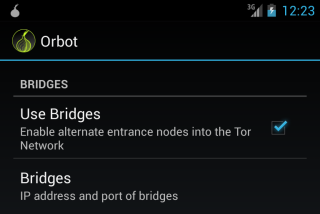 3G 12:23
Orbot
BRIDGES
Use Bridges
Enable alternate entrance nodes into the Tor
Network
Bridges
IP address and port of bridges